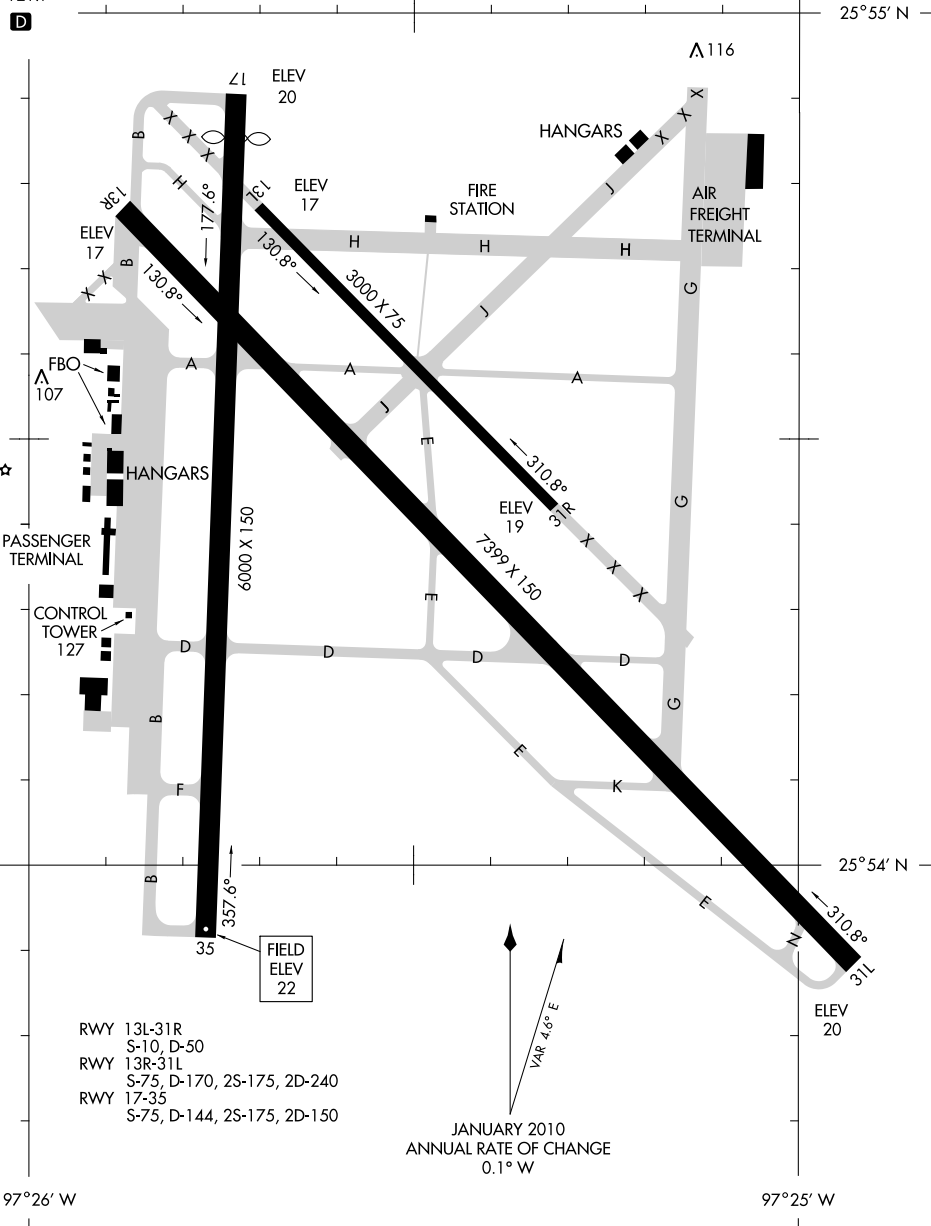 D
25°55' N
116
17
ELEV
20
HANGARS
B
X
X
X
X
X
X
J
H
177.6°
13L
ELEV
17
FIRE
STATION
AIR
FREIGHT
TERMINAL
13R
ELEV
17
B
130.8°
130.8°
H
H
H
3000 X 75
J
G
X
X
FBO
107
A
A
A
J
E
HANGARS
310.8°
ELEV
19
31R
G
PASSENGER
TERMINAL
6000 X 150
7399 X 150
X
X
X
CONTROL
TOWER
127
E
D
D
D
D
B
G
E
K
F
25°54' N
B
357.6°
E
N
310.8°
31L
35
FIELD
ELEV
22
ELEV
20
RWY 13L-31R
S-10, D-50
RWY 13R-31L
S-75, D-170, 2S-175, 2D-240
RWY 17-35
S-75, D-144, 2S-175, 2D-150
VAR 4.6° E
JANUARY 2010
ANNUAL RATE OF CHANGE
0.1° W
97°26' W
97°25' W